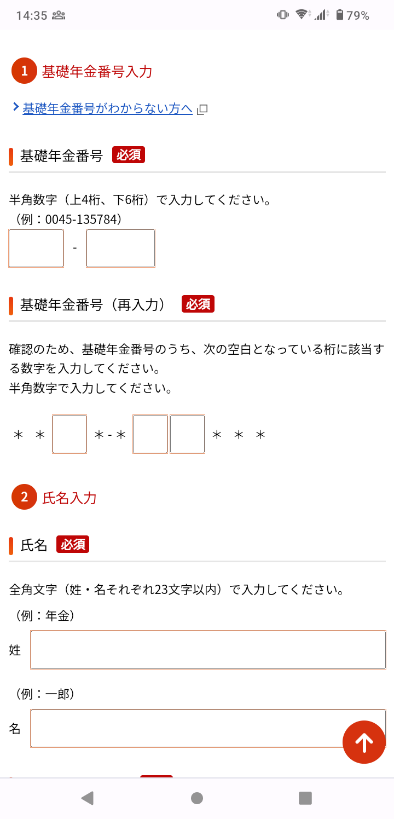 14:35 79%
1 基礎年金番号入力
基礎年金番号がわからない方へ
基礎年金番号 必須
半角数字（上4桁、下6桁）で入力してください。
（例：0045-135784）
-
基礎年金番号（再入力） 必須
確認のため、基礎年金番号のうち、次の空白となっている桁に該当す
る数字を入力してください。
半角数字で入力してください。
＊ ＊ ＊-＊ ＊ ＊ ＊
2 氏名入力
氏名 必須
全角文字（姓・名それぞれ23文字以内）で入力してください。
（例：年金）
姓
（例：一郎）
名